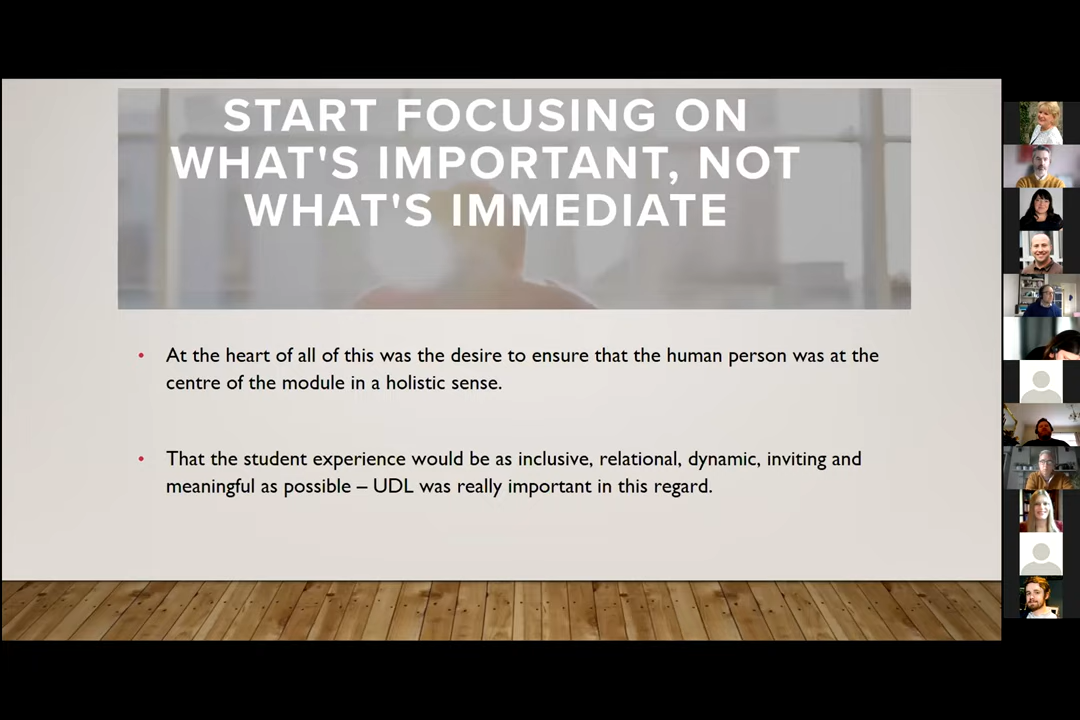 START FOCUSING ON
WHAT'S IMPORTANT, NOT
WHAT'S IMMEDIATE
• At the heart of all of this was the desire to ensure that the human person was at the
centre of the module in a holistic sense.
• That the student experience would be as inclusive, relational, dynamic, inviting and
meaningful as possible – UDL was really important in this regard.